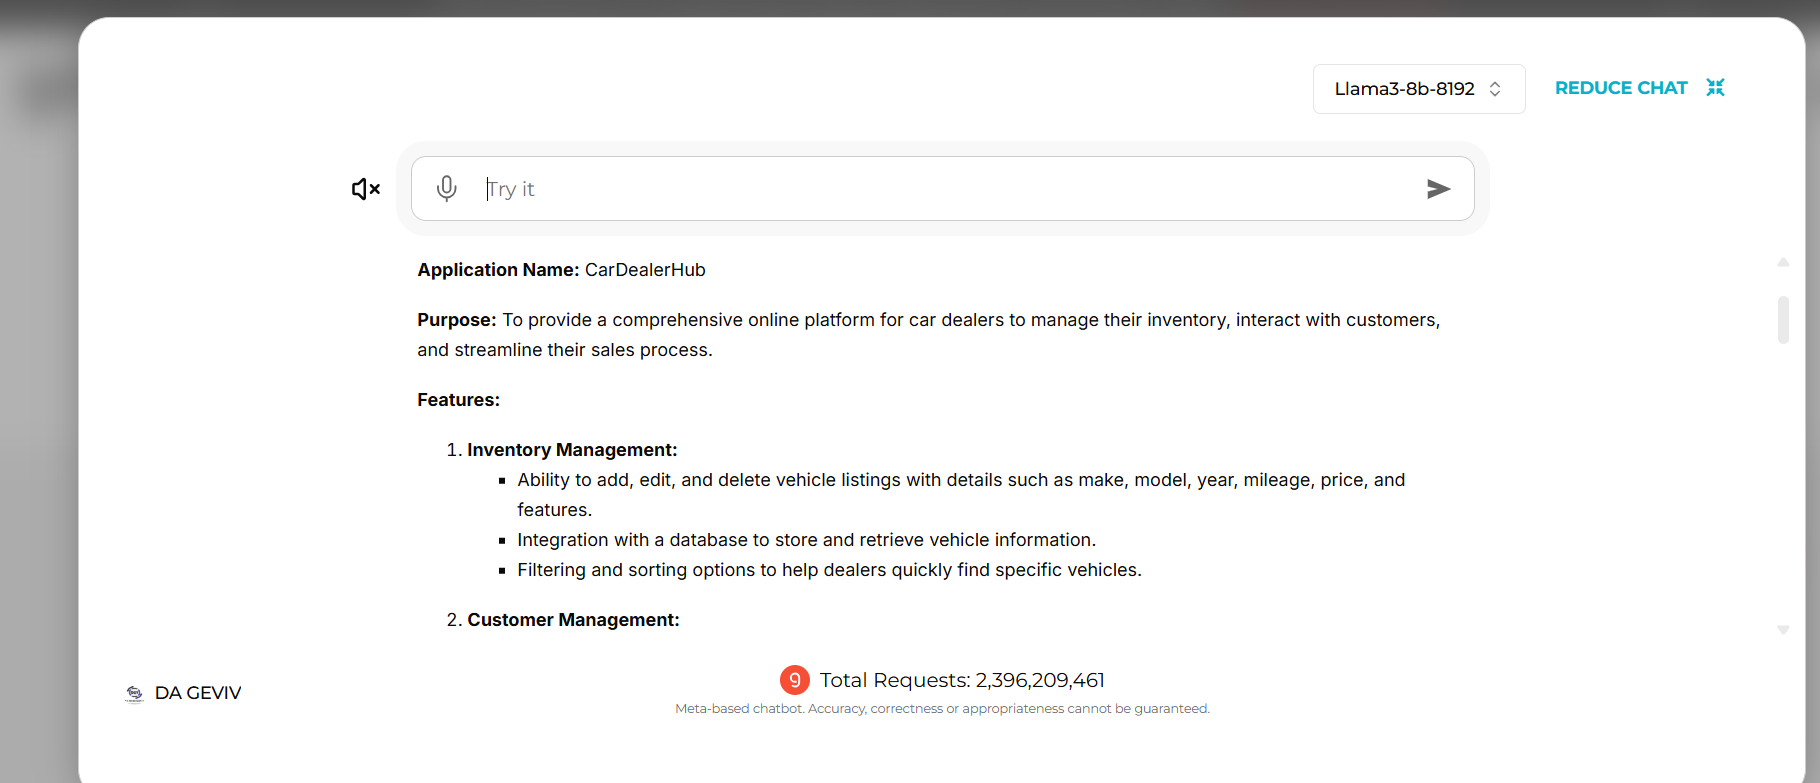 Llama3-8b-8192
REDUCE CHAT
Try it
Application Name: CarDealerHub
Purpose: To provide a comprehensive online platform for car dealers to manage their inventory, interact with customers,
and streamline their sales process.
Features:
1. Inventory Management:
▪ Ability to add, edit, and delete vehicle listings with details such as make, model, year, mileage, price, and
features.
▪ Integration with a database to store and retrieve vehicle information.
▪ Filtering and sorting options to help dealers quickly find specific vehicles.
2. Customer Management:
DA GEVIV
Total Requests: 2,396,209,461
Meta-based chatbot. Accuracy, correctness or appropriateness cannot be guaranteed.